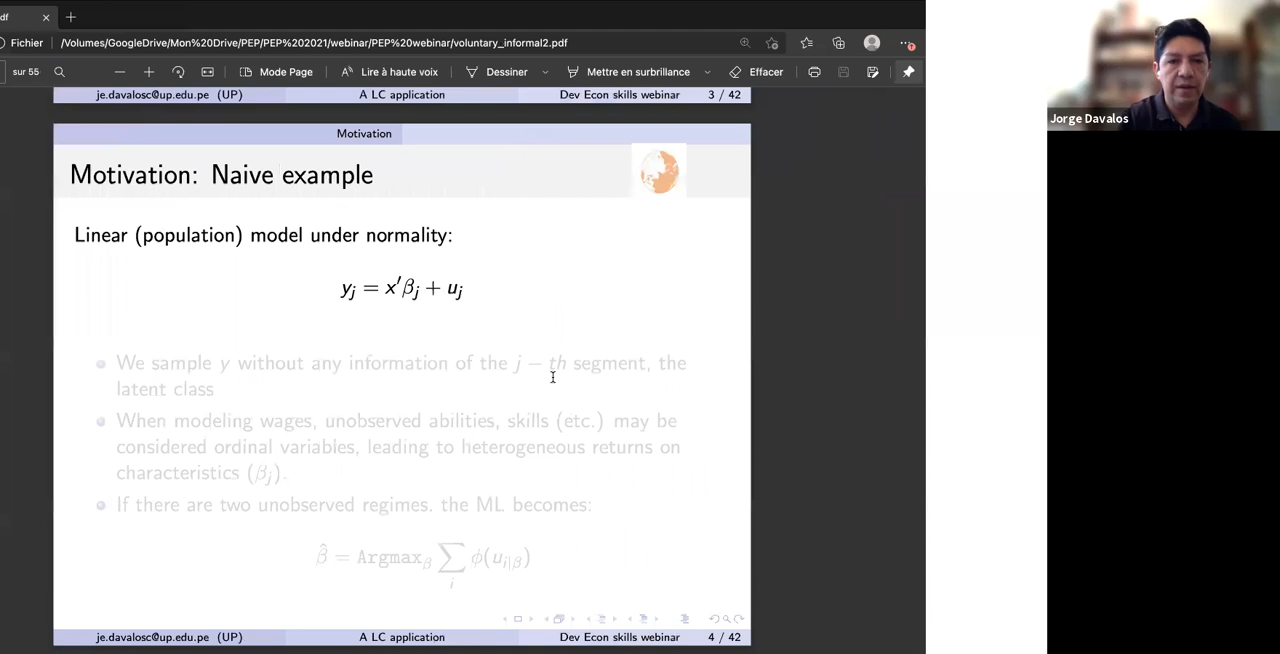 df
Fichier /Volumes/GoogleDrive/Mon%20Drive/PEP/PEP%202021/webinar/PEP%20webinar/voluntary_informal2.pdf
sur 55 Mode Page Lire à haute voix Dessiner Mettre en surbrillance Effacer
je.davalosc@up.edu.pe (UP) A LC application Dev Econ skills webinar 3 / 42
Motivation
Motivation: Naive example
Linear (population) model under normality:
yⱼ = x′βⱼ + uⱼ
We sample y without any information of the j − th segment, the
latent class
When modeling wages, unobserved abilities, skills (etc.) may be
considered ordinal variables, leading to heterogeneous returns on
characteristics (βⱼ).
If there are two unobserved regimes. the ML becomes:
β̂ = Argmax_β ∑_i ϕ(u_{i|β})
je.davalosc@up.edu.pe (UP) A LC application Dev Econ skills webinar 4 / 42
Jorge Davalos